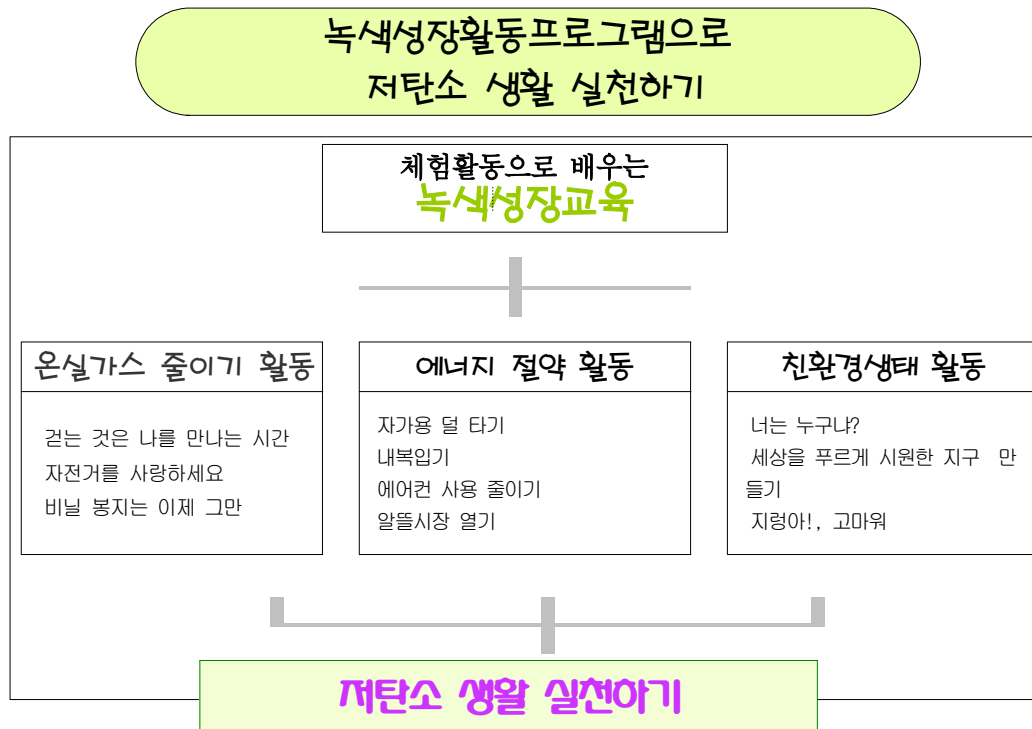 녹색성장활동프로그램으로
저탄소 생활 실천하기
체험활동으로 배우는
녹색성장교육
온실가스 줄이기 활동
걷는 것은 나를 만나는 시간
자전거를 사랑하세요
비닐 봉지는 이제 그만
에너지 절약 활동
자가용 덜 타기
내복입기
에어컨 사용 줄이기
알뜰시장 열기
친환경생태 활동
너는 누구냐?
세상을 푸르게 시원한 지구 만
들기
지렁아!, 고마워
저탄소 생활 실천하기